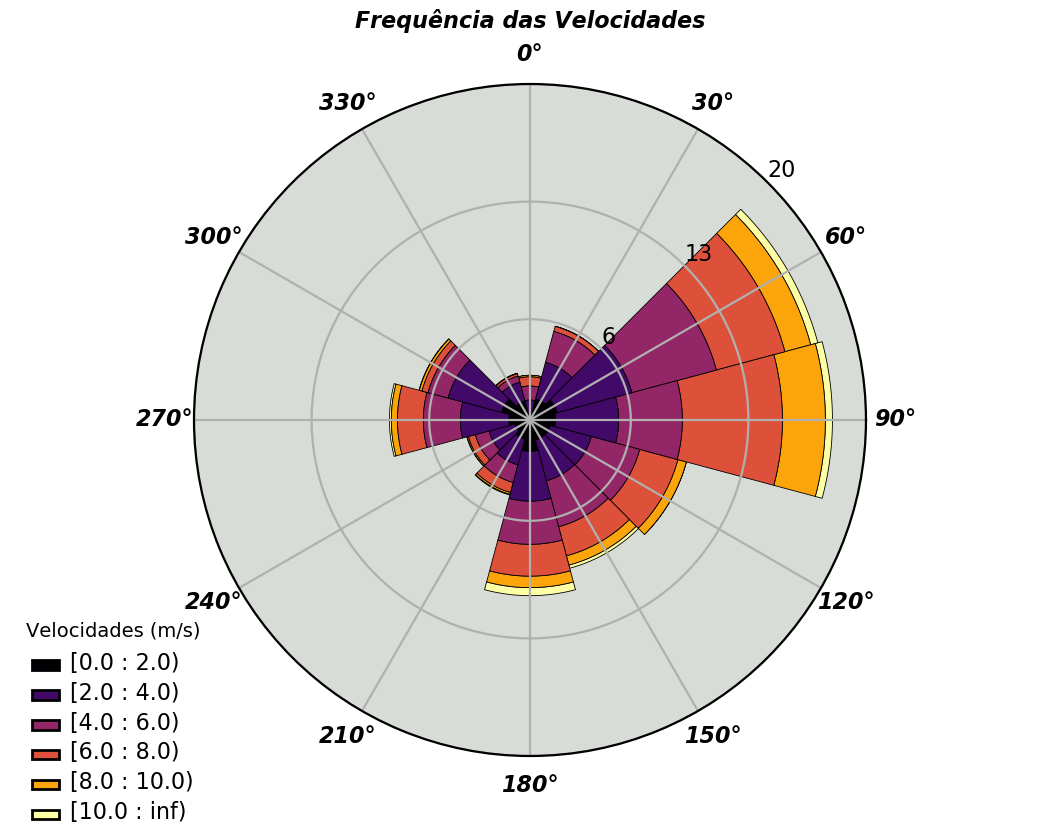 Frequência das Velocidades
0°
330°
30°
20
300°
60°
13
6
270°
90°
240°
120°
210°
150°
180°
Velocidades (m/s)
[0.0 : 2.0)
[2.0 : 4.0)
[4.0 : 6.0)
[6.0 : 8.0)
[8.0 : 10.0)
[10.0 : inf)